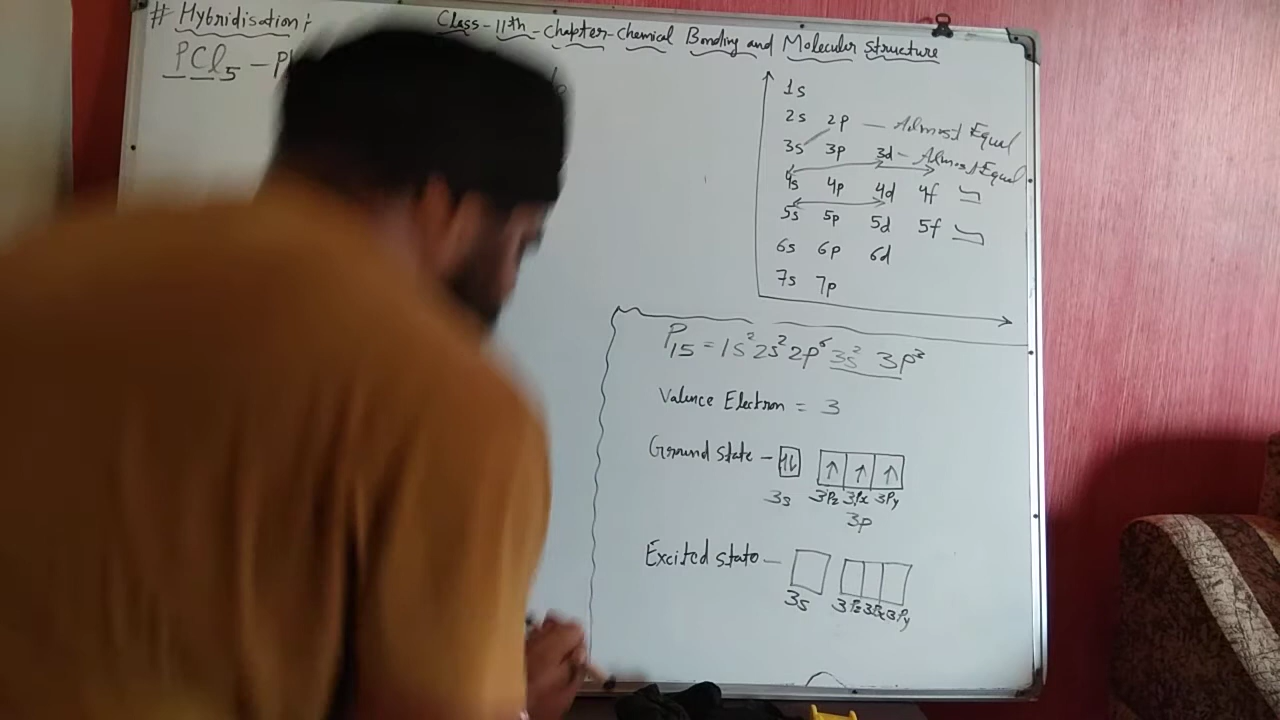 # Hybridisation :
Class-11th-chapter-chemical Bonding and Molecular structure
PCl5 -
1s
2s 2p — Almost Equal
3s 3p 3d - Almost Equal
4s 4p 4d 4f
5s 5p 5d 5f
6s 6p 6d
7s 7p
P15 = 1s² 2s² 2p⁶ 3s² 3p³
Valence Electron = 3
Ground state - ↑↓ ↑ ↑ ↑
3s 3Pz 3Px 3Py
3p
Excited state -
3s 3Pz 3Px 3Py